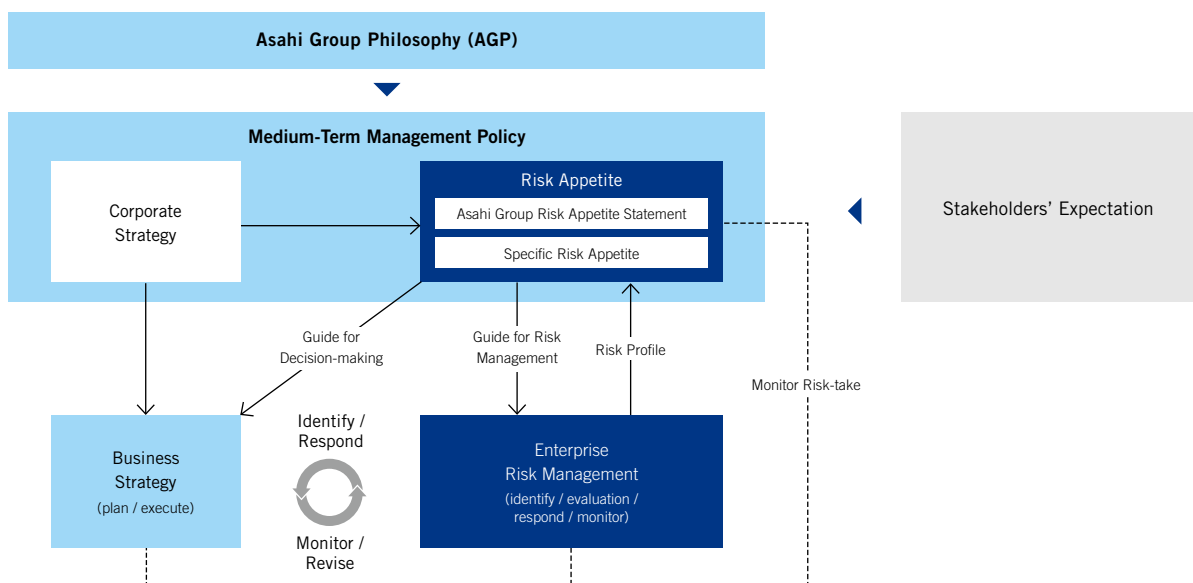 Asahi Group Philosophy (AGP)
Medium-Term Management Policy
Corporate
Strategy
Risk Appetite
Asahi Group Risk Appetite Statement
Specific Risk Appetite
Stakeholders’ Expectation
Guide for
Decision-making
Guide for Risk
Management
Risk Profile
Monitor Risk-take
Business
Strategy
(plan / execute)
Identify /
Respond
Monitor /
Revise
Enterprise
Risk Management
(identify / evaluation /
respond / monitor)